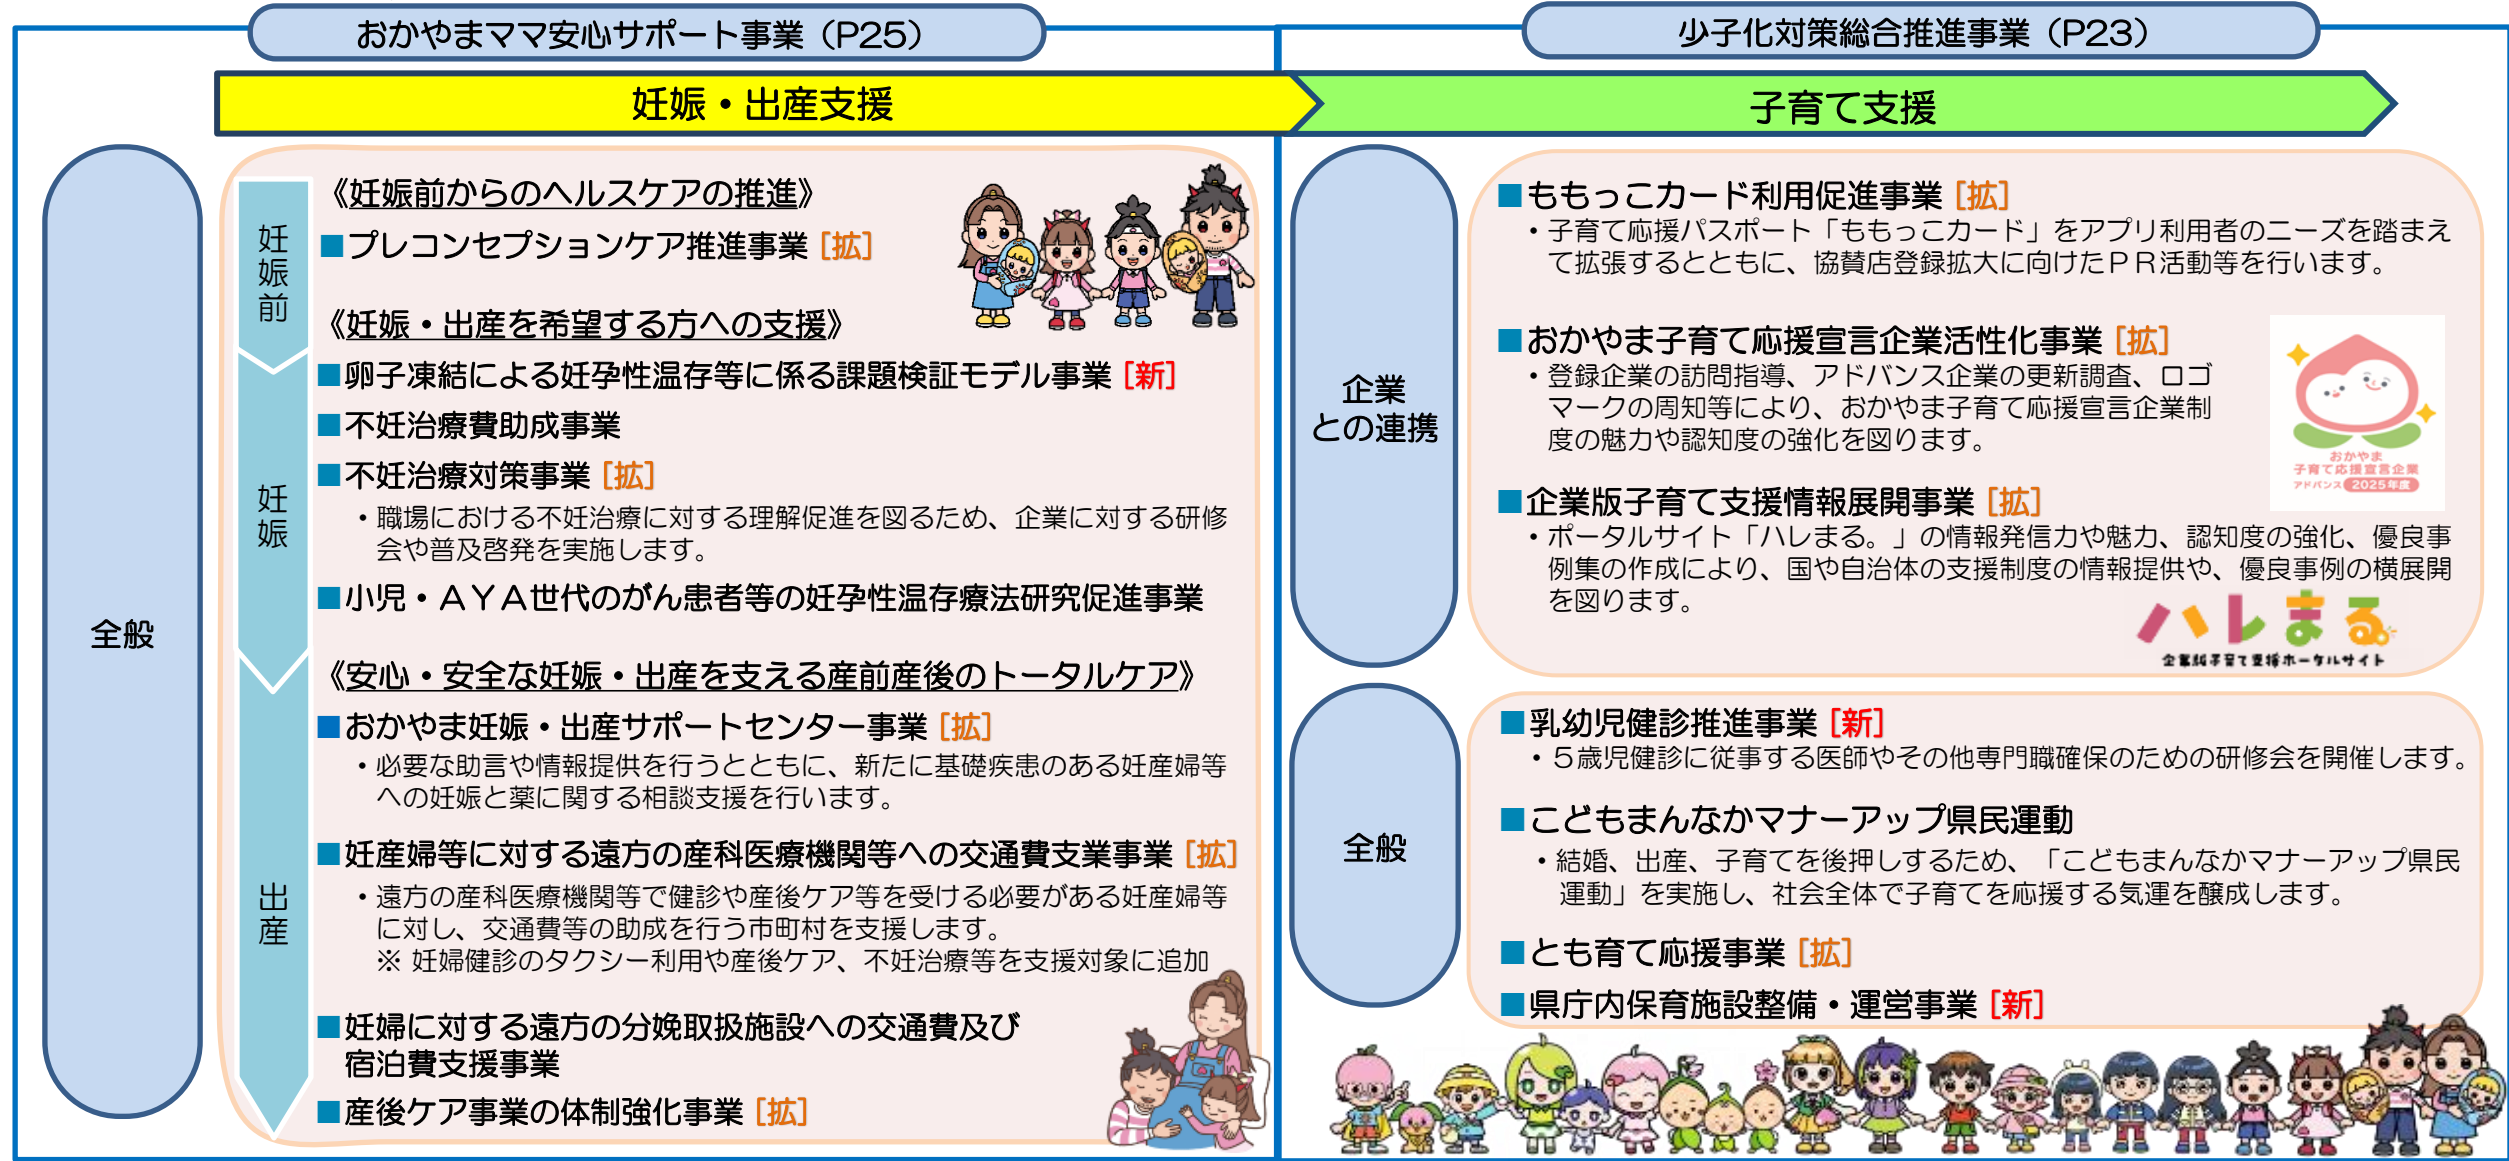 おかやまママ安心サポート事業（P25）
妊娠・出産支援
全般
妊娠前
《妊娠前からのヘルスケアの推進》
■プレコンセプションケア推進事業 [拡]
《妊娠・出産を希望する方への支援》
妊娠
■卵子凍結による妊孕性温存等に係る課題検証モデル事業 [新]
■不妊治療費助成事業
■不妊治療対策事業 [拡]
・職場における不妊治療に対する理解促進を図るため、企業に対する研修
会や普及啓発を実施します。
■小児・ＡＹＡ世代のがん患者等の妊孕性温存療法研究促進事業
《安心・安全な妊娠・出産を支える産前産後のトータルケア》
出産
■おかやま妊娠・出産サポートセンター事業 [拡]
・必要な助言や情報提供を行うとともに、新たに基礎疾患のある妊産婦等
への妊娠と薬に関する相談支援を行います。
■妊産婦等に対する遠方の産科医療機関等への交通費支業事業 [拡]
・遠方の産科医療機関等で健診や産後ケア等を受ける必要がある妊産婦等
に対し、交通費等の助成を行う市町村を支援します。
※ 妊婦健診のタクシー利用や産後ケア、不妊治療等を支援対象に追加
■妊婦に対する遠方の分娩取扱施設への交通費及び
宿泊費支援事業
■産後ケア事業の体制強化事業 [拡]
少子化対策総合推進事業（P23）
子育て支援
企業
との連携
■ももっこカード利用促進事業 [拡]
・子育て応援パスポート「ももっこカード」をアプリ利用者のニーズを踏まえ
て拡張するとともに、協賛店登録拡大に向けたＰＲ活動等を行います。
■おかやま子育て応援宣言企業活性化事業 [拡]
・登録企業の訪問指導、アドバンス企業の更新調査、ロゴ
マークの周知等により、おかやま子育て応援宣言企業制
度の魅力や認知度の強化を図ります。
おかやま
子育て応援宣言企業
アドバンス 2025年度
■企業版子育て支援情報展開事業 [拡]
・ポータルサイト「ハレまる。」の情報発信力や魅力、認知度の強化、優良事
例集の作成により、国や自治体の支援制度の情報提供や、優良事例の横展開
を図ります。
ハレまる。
企業版子育て支援ポータルサイト
全般
■乳幼児健診推進事業 [新]
・５歳児健診に従事する医師やその他専門職確保のための研修会を開催します。
■こどもまんなかマナーアップ県民運動
・結婚、出産、子育てを後押しするため、「こどもまんなかマナーアップ県民
運動」を実施し、社会全体で子育てを応援する気運を醸成します。
■とも育て応援事業 [拡]
■県庁内保育施設整備・運営事業 [新]